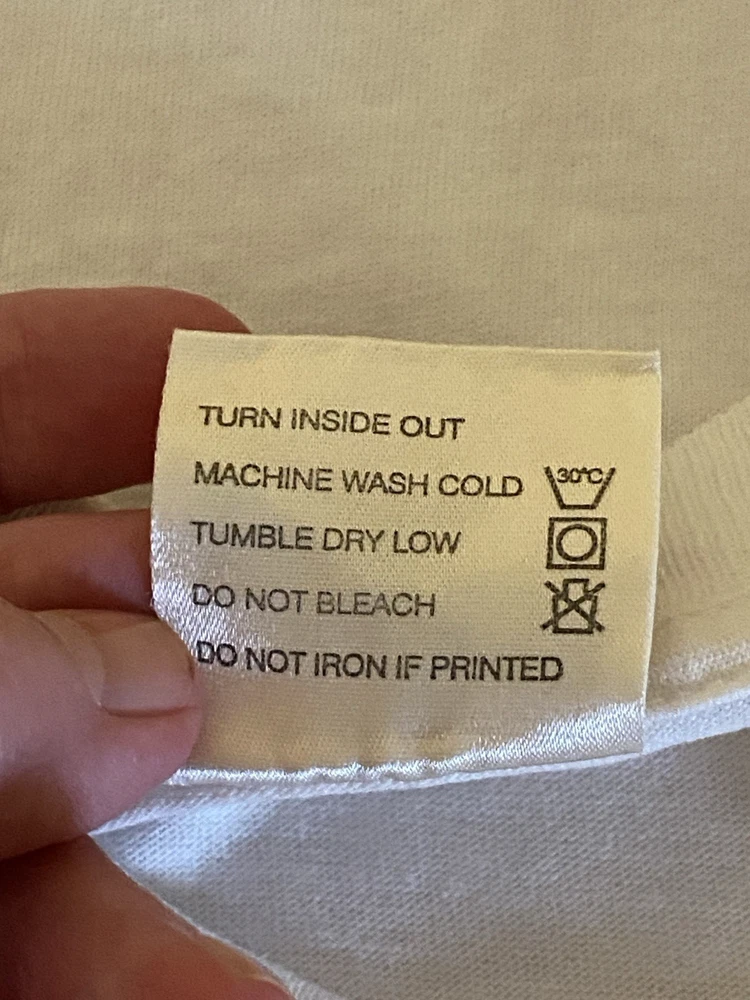 TURN INSIDE OUT
MACHINE WASH COLD 30°C
TUMBLE DRY LOW
DO NOT BLEACH
DO NOT IRON IF PRINTED